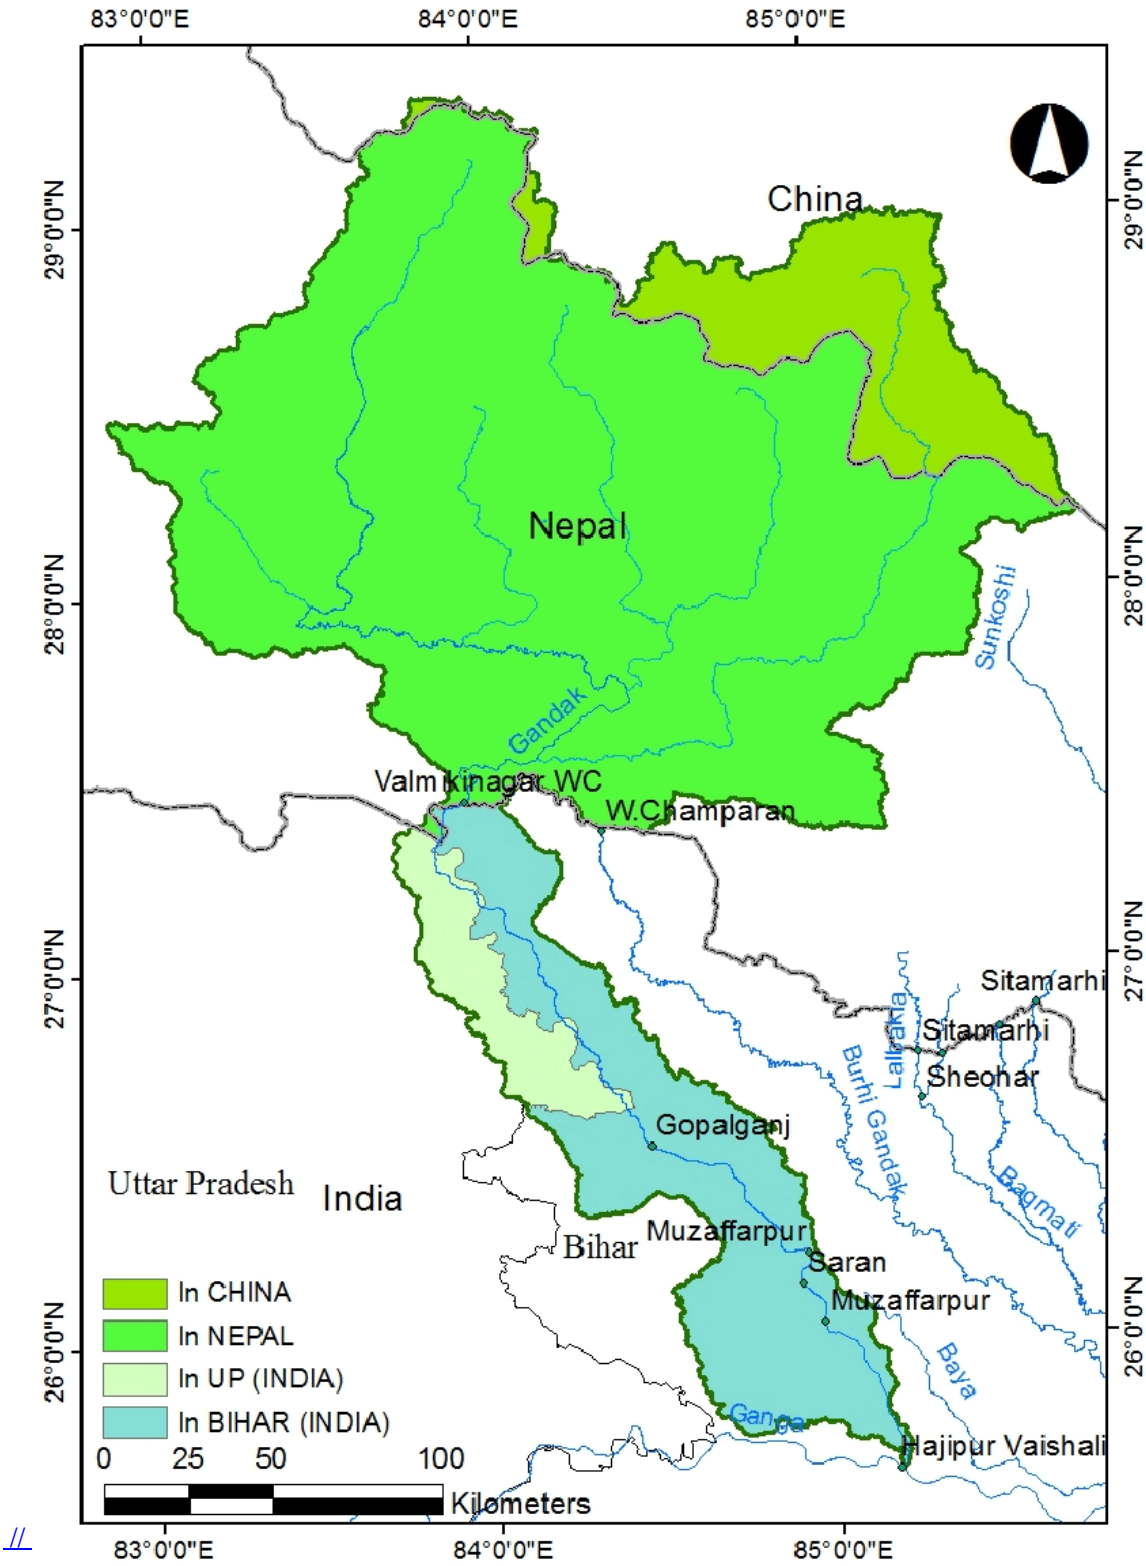 83°0'0"E 84°0'0"E 85°0'0"E
29°0'0"N
29°0'0"N
China
Nepal
28°0'0"N
28°0'0"N
Sunkoshi
Gandak
Valmikinagar WC
W.Champaran
27°0'0"N
27°0'0"N
Sitamarhi
Lalbakia
Sitamarhi
Sheohar
Burhi Gandak
Gopalganj
Uttar Pradesh
India
Bagmati
Bihar
Muzaffarpur
Saran
Muzaffarpur
26°0'0"N
26°0'0"N
Baya
In CHINA
In NEPAL
In UP (INDIA)
In BIHAR (INDIA)
Ganga
Hajipur Vaishali
0 25 50 100
Kilometers
//
83°0'0"E 84°0'0"E 85°0'0"E